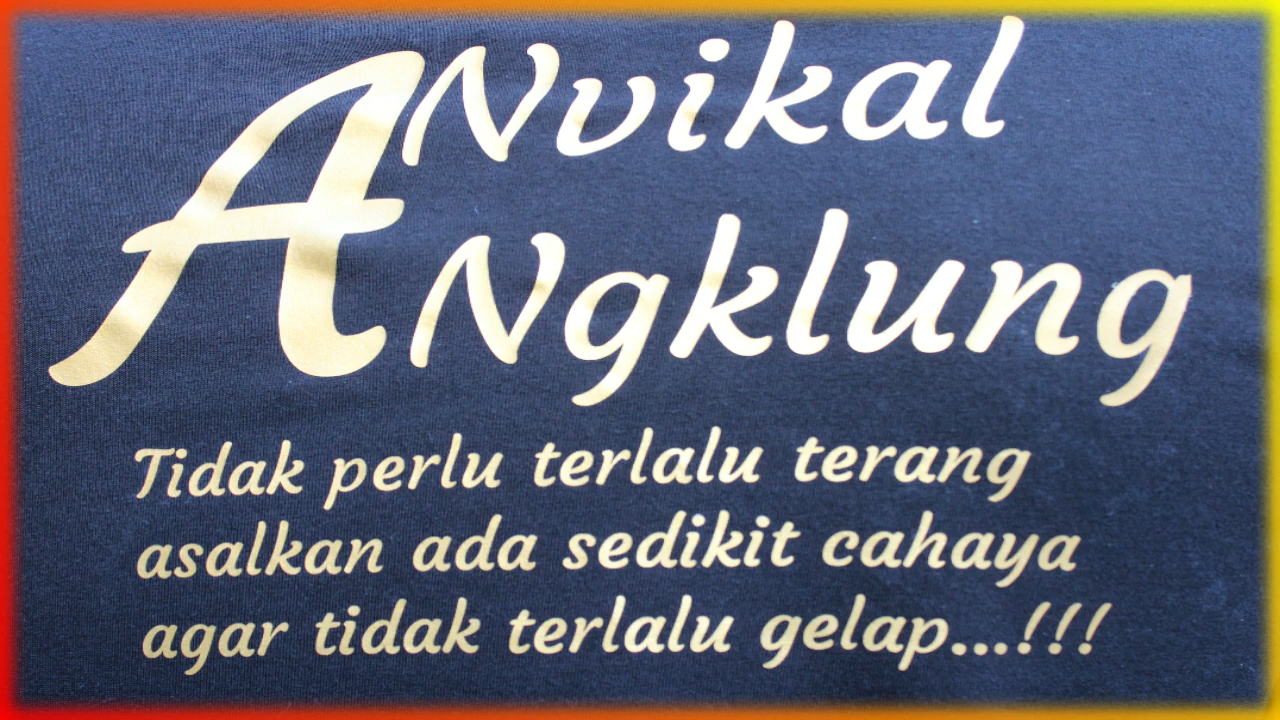 ANvikal
ANgklung
Tidak perlu terlalu terang
asalkan ada sedikit cahaya
agar tidak terlalu gelap...!!!